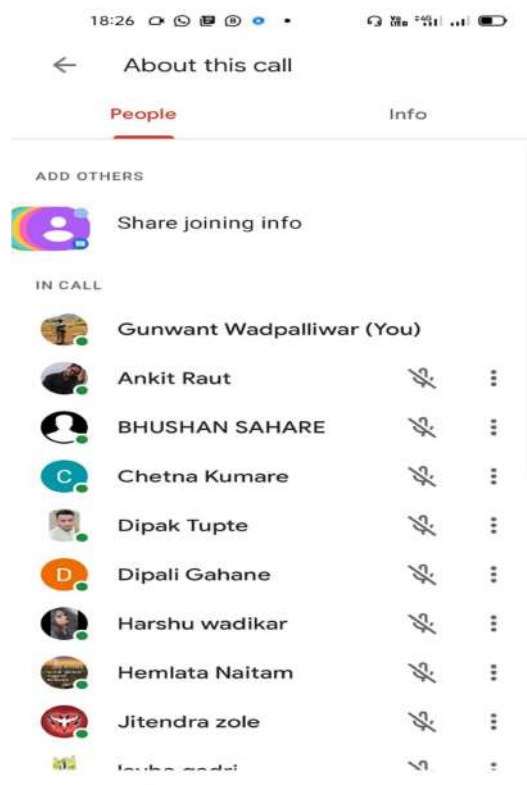 18:26
About this call
People Info
ADD OTHERS
Share joining info
IN CALL
Gunwant Wadpalliwar (You)
Ankit Raut
BHUSHAN SAHARE
C Chetna Kumare
Dipak Tupte
D Dipali Gahane
Harshu wadikar
Hemlata Naitam
Jitendra zole